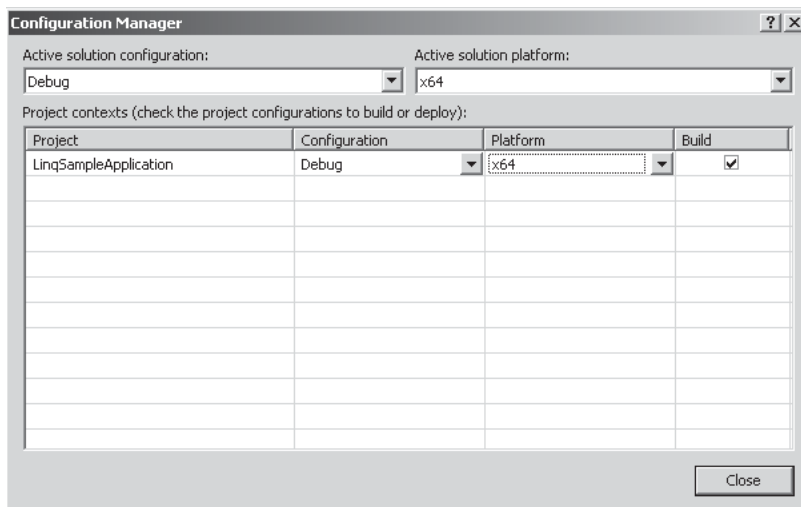 Configuration Manager
Active solution configuration: Active solution platform:
Debug x64
Project contexts (check the project configurations to build or deploy):
Project Configuration Platform Build
LinqSampleApplication Debug x64
Close